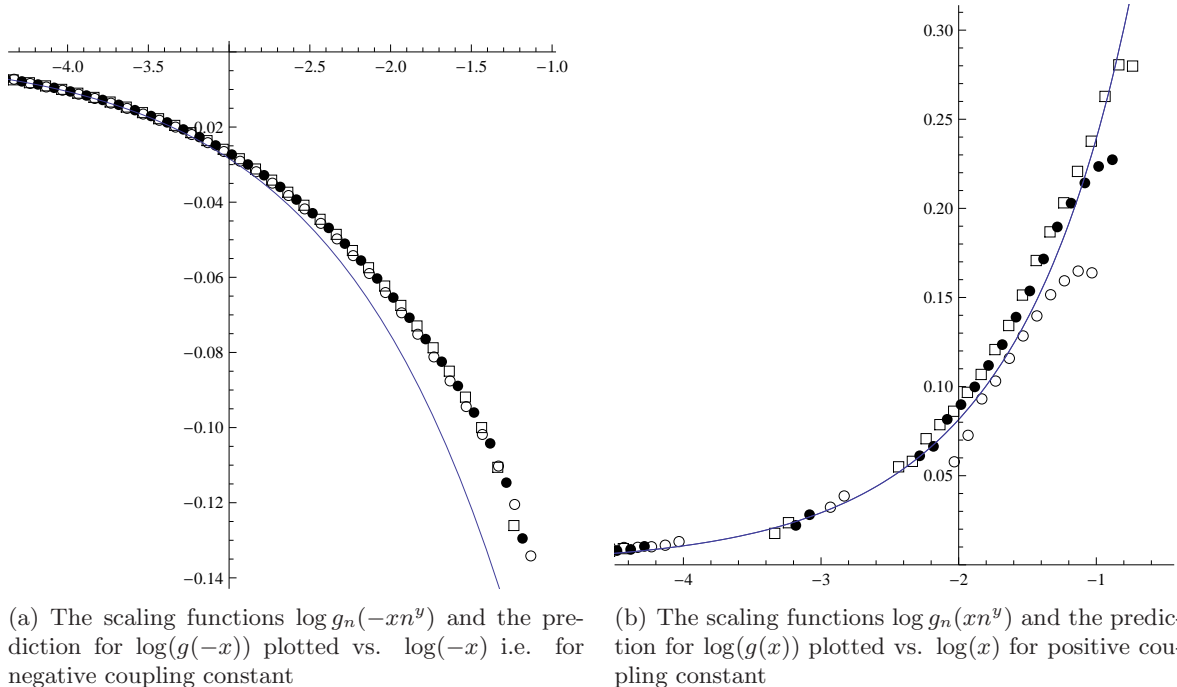 −4.0 −3.5 −2.5 −2.0 −1.5 −1.0
0.02
−0.04
−0.06
−0.08
−0.10
−0.12
−0.14
(a) The scaling functions log gₙ(−xnʸ) and the pre-
diction for log(g(−x)) plotted vs. log(−x) i.e. for
negative coupling constant
0.30
0.25
0.20
0.15
0.10
0.05
−4 −3 −2 −1
(b) The scaling functions log gₙ(xnʸ) and the predic-
tion for log(g(x)) plotted vs. log(x) for positive cou-
pling constant